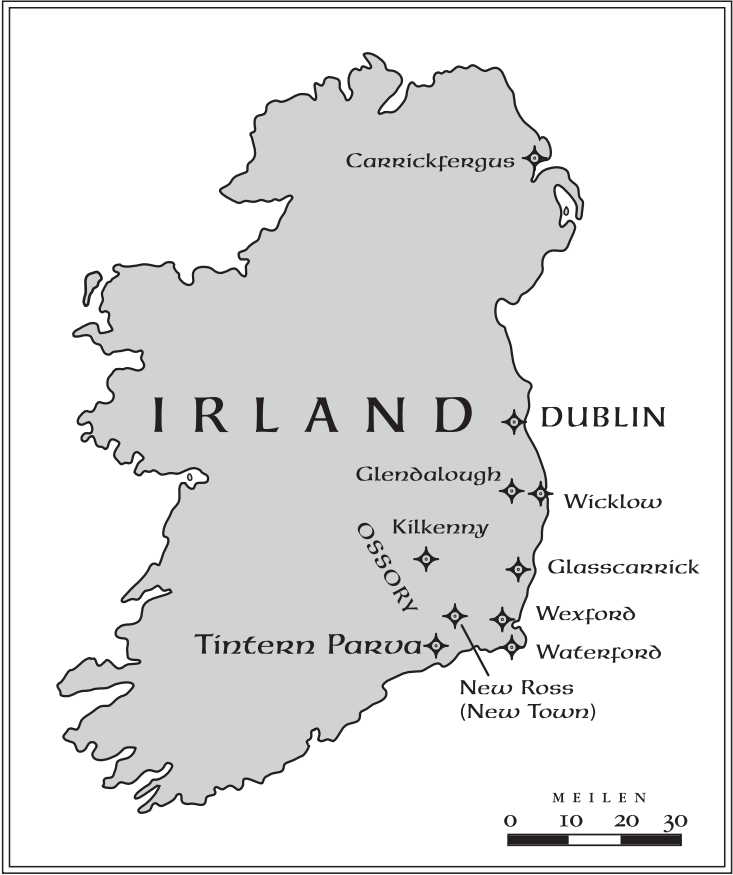 Carrickfergus
IRLAND
DUBLIN
Glendalough
Wicklow
Kilkenny
OSSORY
Glasscarrick
Wexford
Tintern Parva
Waterford
New Ross
(New Town)
MEILEN
0 10 20 30